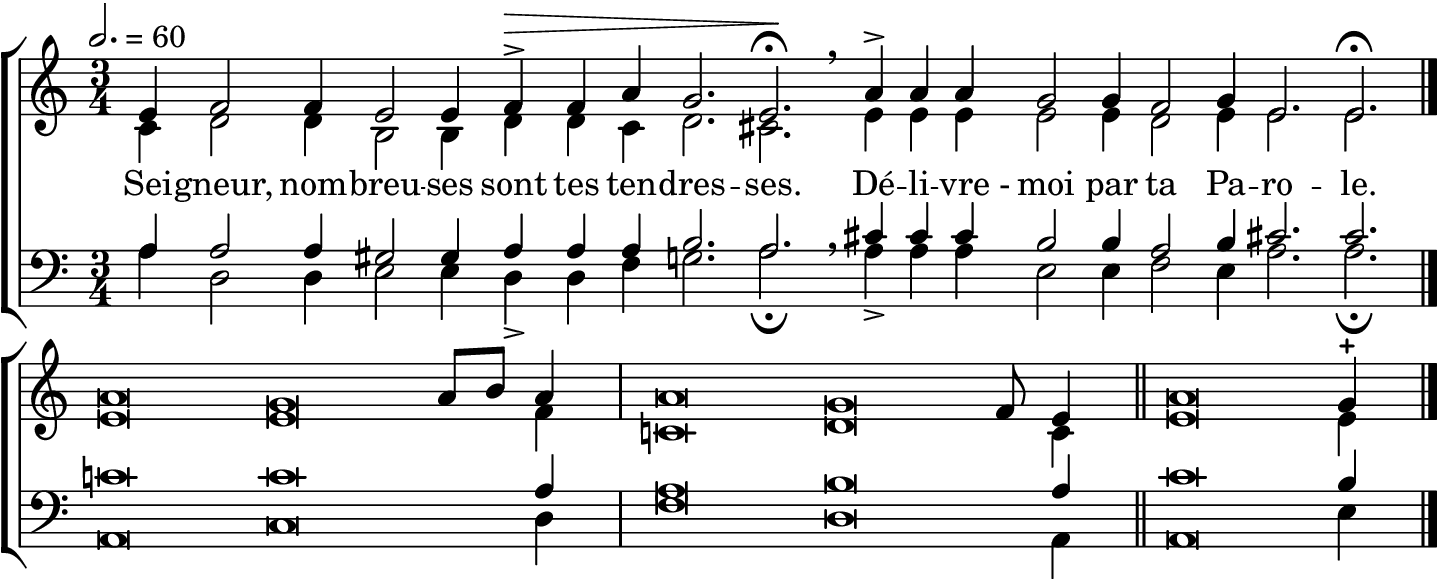 = 60
Seigneur, nombreu - ses sont tes tendres - ses. Dé - li - vre - moi par ta Pa - ro - le.